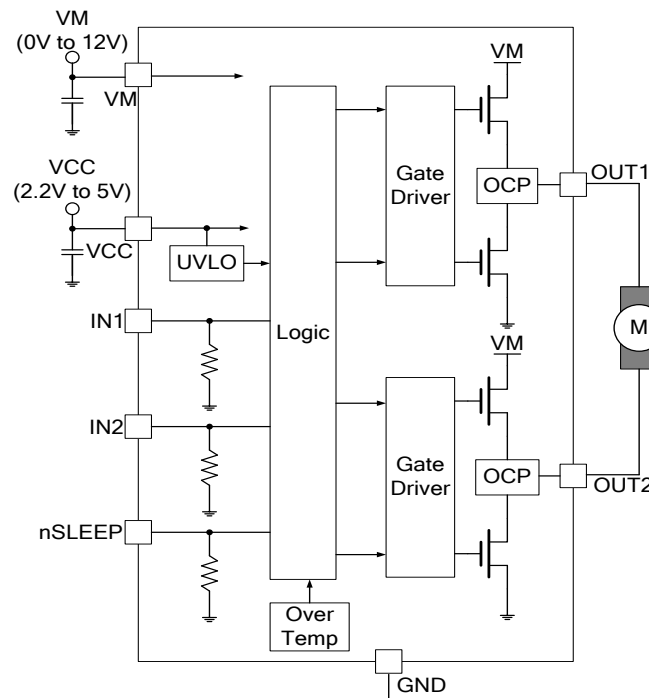 VM
(0V to 12V)
VM
VCC
(2.2V to 5V)
VCC
UVLO
IN1
IN2
nSLEEP
Logic
Over
Temp
Gate
Driver
VM
OCP
OUT1
M
Gate
Driver
VM
OCP
OUT2
GND